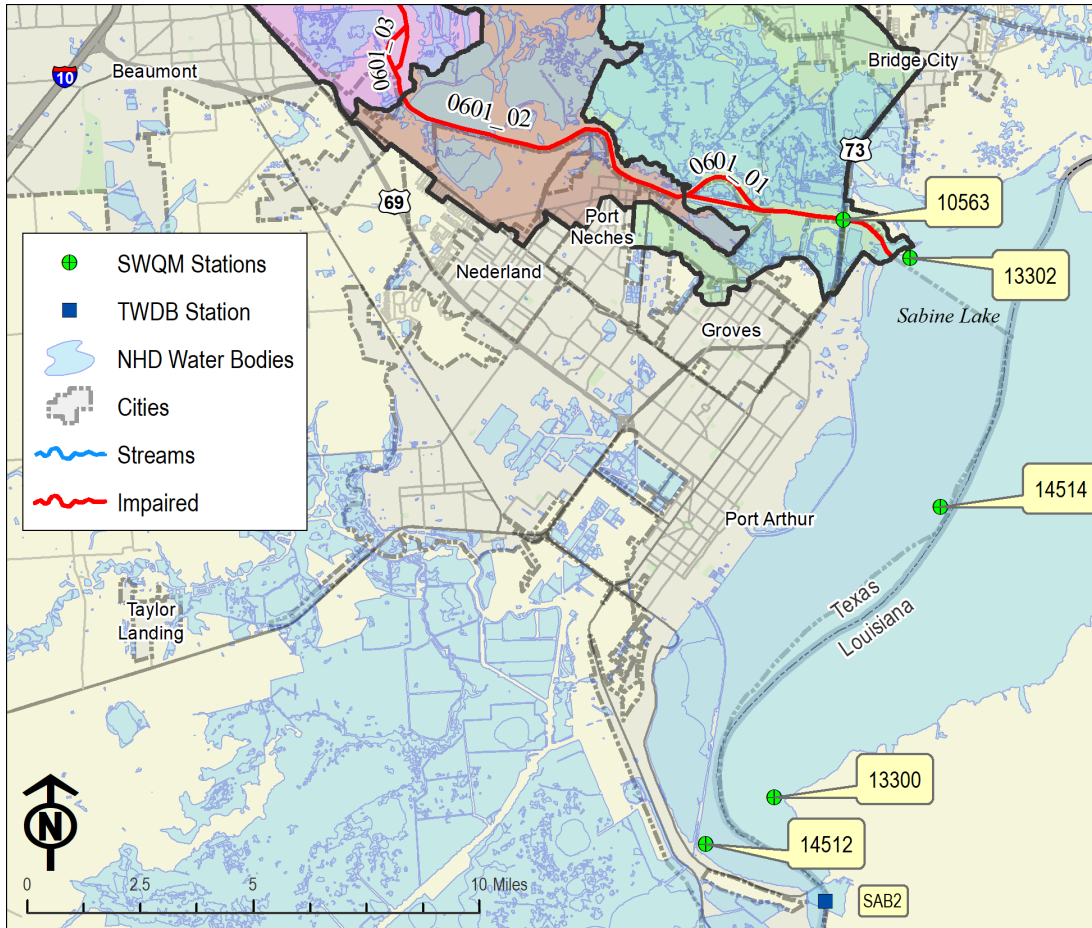 0601_03
Bridge City
10
Beaumont
0601_02
73
0601_01
69
10563
Port
Neches
SWQM Stations
Nederland
13302
TWDB Station
Sabine Lake
Groves
NHD Water Bodies
Cities
Streams
14514
Impaired
Port Arthur
Texas
Louisiana
Taylor
Landing
13300
N
14512
0 2.5 5 10 Miles
SAB2